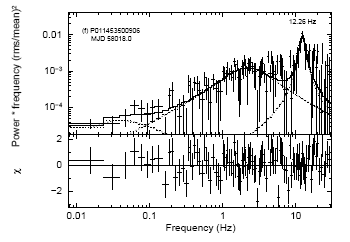 12.26 Hz
(f) P011453500906
MJD 58018.0
Power * frequency (rms/mean)²
0.01
10⁻³
10⁻⁴
χ
2
0
−2
0.01
0.1
1
10
Frequency (Hz)